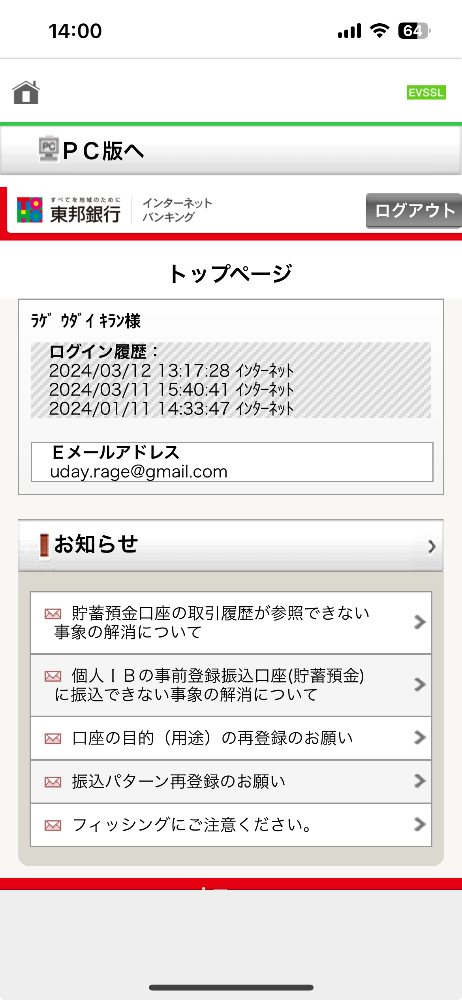 14:00
64
EVSSL
PC
ＰＣ版へ
TOHO
すべてを地域のために
東邦銀行
インターネット
バンキング
ログアウト
トップページ
ﾗｹﾞ ｳﾀﾞｲ ｷﾗﾝ様
ログイン履歴：
2024/03/12 13:17:28 ｲﾝﾀｰﾈｯﾄ
2024/03/11 15:40:41 ｲﾝﾀｰﾈｯﾄ
2024/01/11 14:33:47 ｲﾝﾀｰﾈｯﾄ
Ｅメールアドレス
uday.rage@gmail.com
お知らせ
貯蓄預金口座の取引履歴が参照できない
事象の解消について
個人ＩＢの事前登録振込口座(貯蓄預金)
に振込できない事象の解消について
口座の目的（用途）の再登録のお願い
振込パターン再登録のお願い
フィッシングにご注意ください。